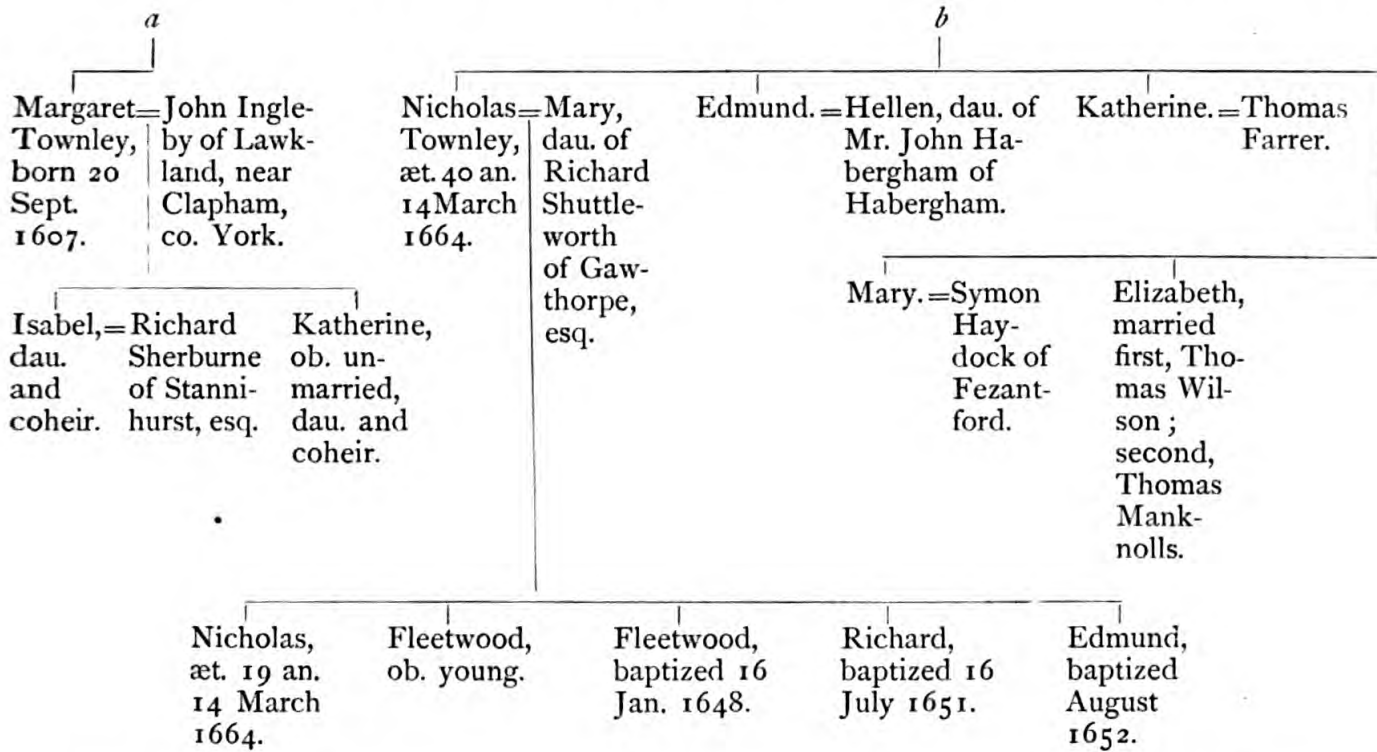 a
b
Margaret=John Ingle-
Townley, by of Lawk-
born 20 land, near
Sept. Clapham,
1607. co. York.
Nicholas=Mary,
Townley, dau. of
æt. 40 an. Richard
14 March Shuttle-
1664. worth
of Gaw-
thorpe,
esq.
Edmund.=Hellen, dau. of
Mr. John Ha-
bergham of
Habergham.
Katherine.=Thomas
Farrer.
Isabel,=Richard
dau. Sherburne
and of Stanni-
coheir. hurst, esq.
Katherine,
ob. un-
married,
dau. and
coheir.
Mary.=Symon
Hay-
dock of
Fezant-
ford.
Elizabeth,
married
first, Tho-
mas Wil-
son ;
second,
Thomas
Mank-
nolls.
Nicholas,
æt. 19 an.
14 March
1664.
Fleetwood,
ob. young.
Fleetwood,
baptized 16
Jan. 1648.
Richard,
baptized 16
July 1651.
Edmund,
baptized
August
1652.